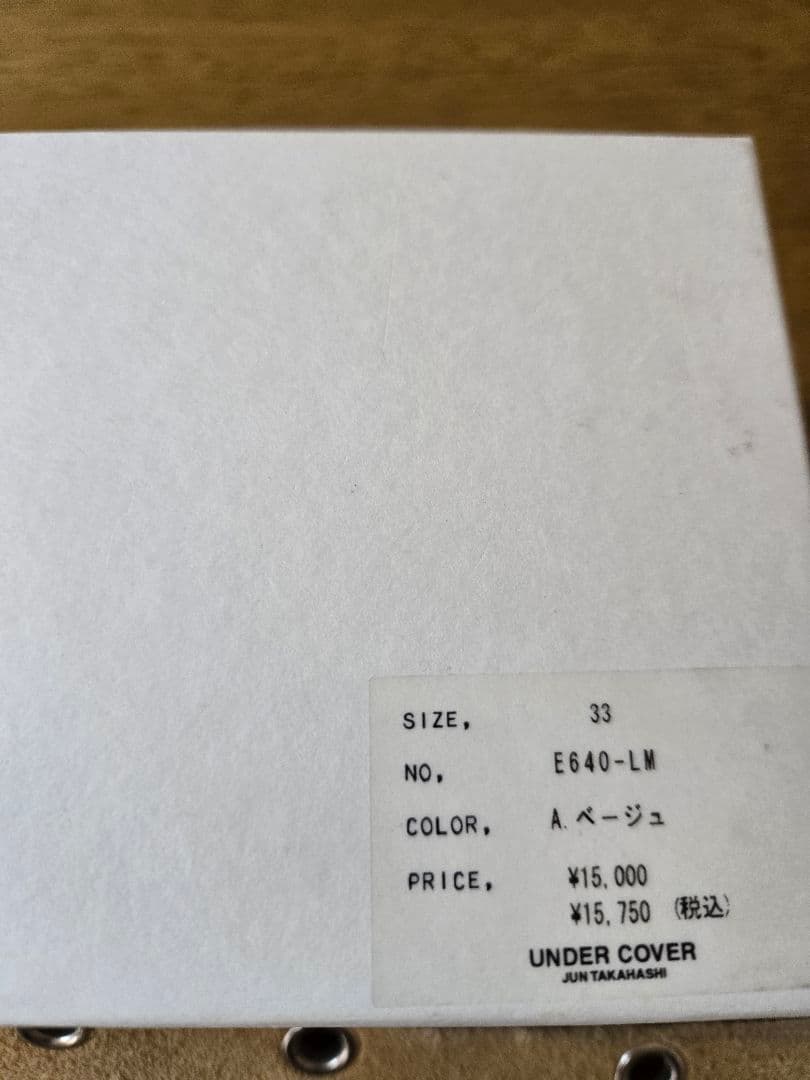 SIZE, 33
NO, E640-LM
COLOR, A.ベージュ
PRICE, ¥15,000
¥15,750 (税込)
UNDER COVER
JUN TAKAHASHI